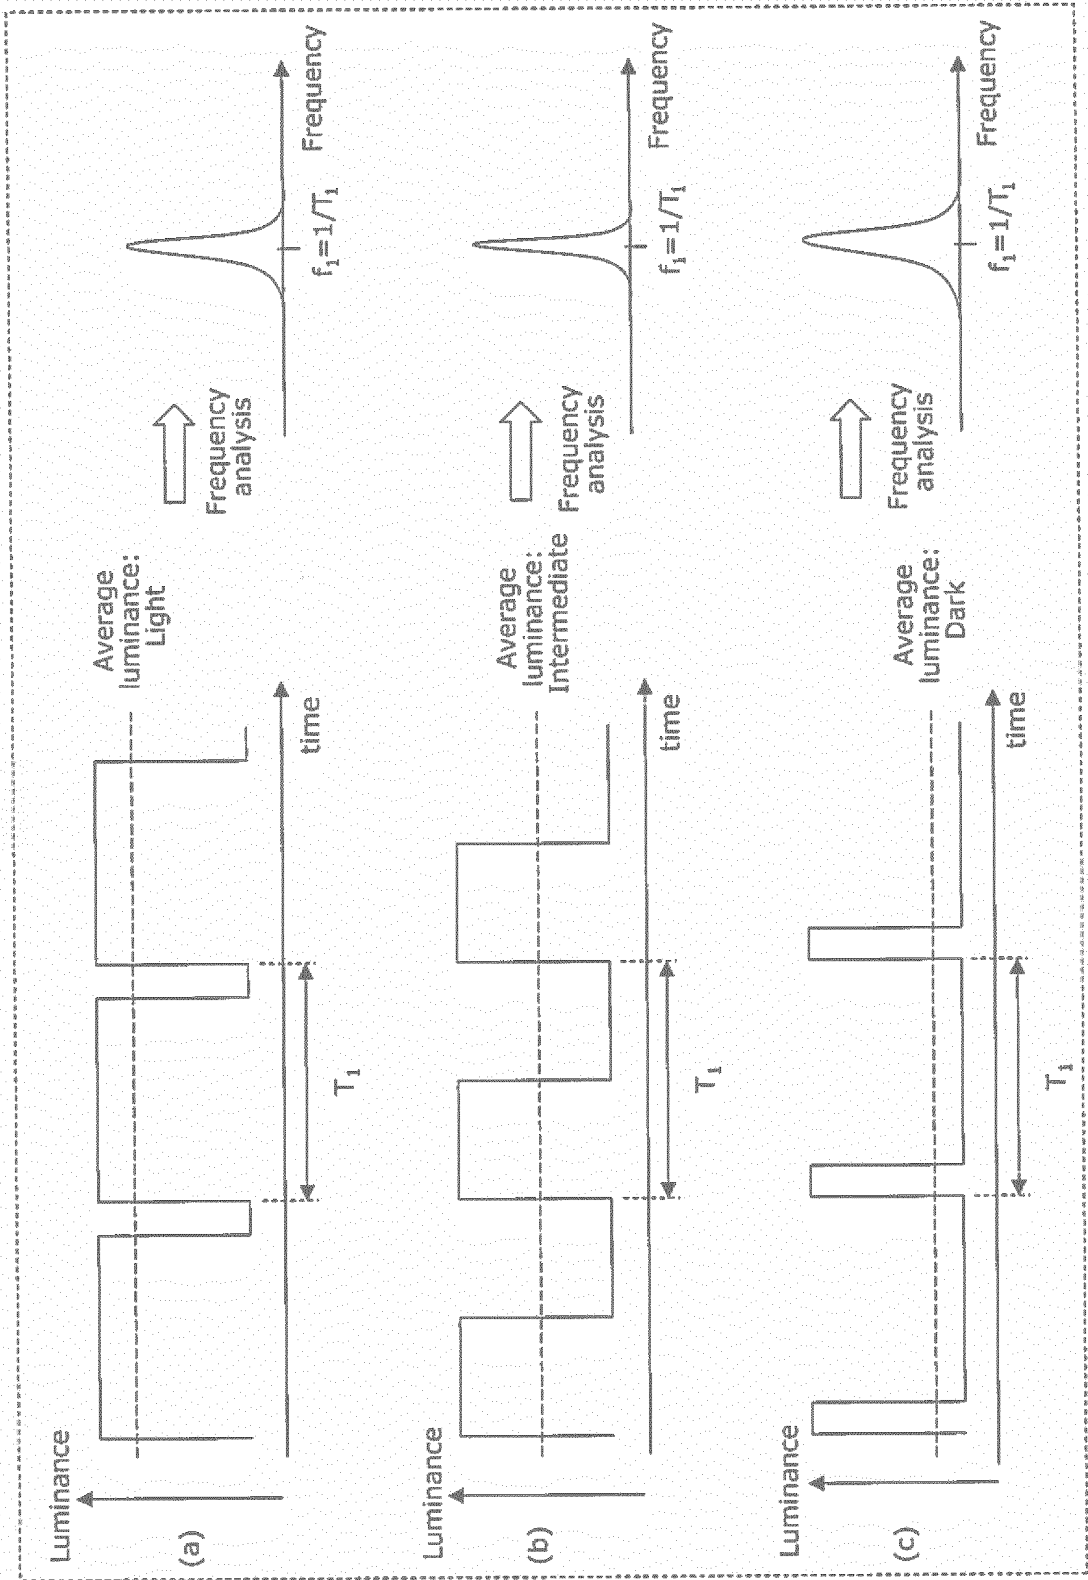 (a)
Luminance
T₁
time
Average
luminance:
Light
Frequency
analysis
f₁=1/T₁
Frequency
(b)
Luminance
T₁
time
Average
luminance:
Intermediate
Frequency
analysis
f₁=1/T₁
Frequency
(c)
Luminance
T₁
time
Average
luminance:
Dark
Frequency
analysis
f₁=1/T₁
Frequency